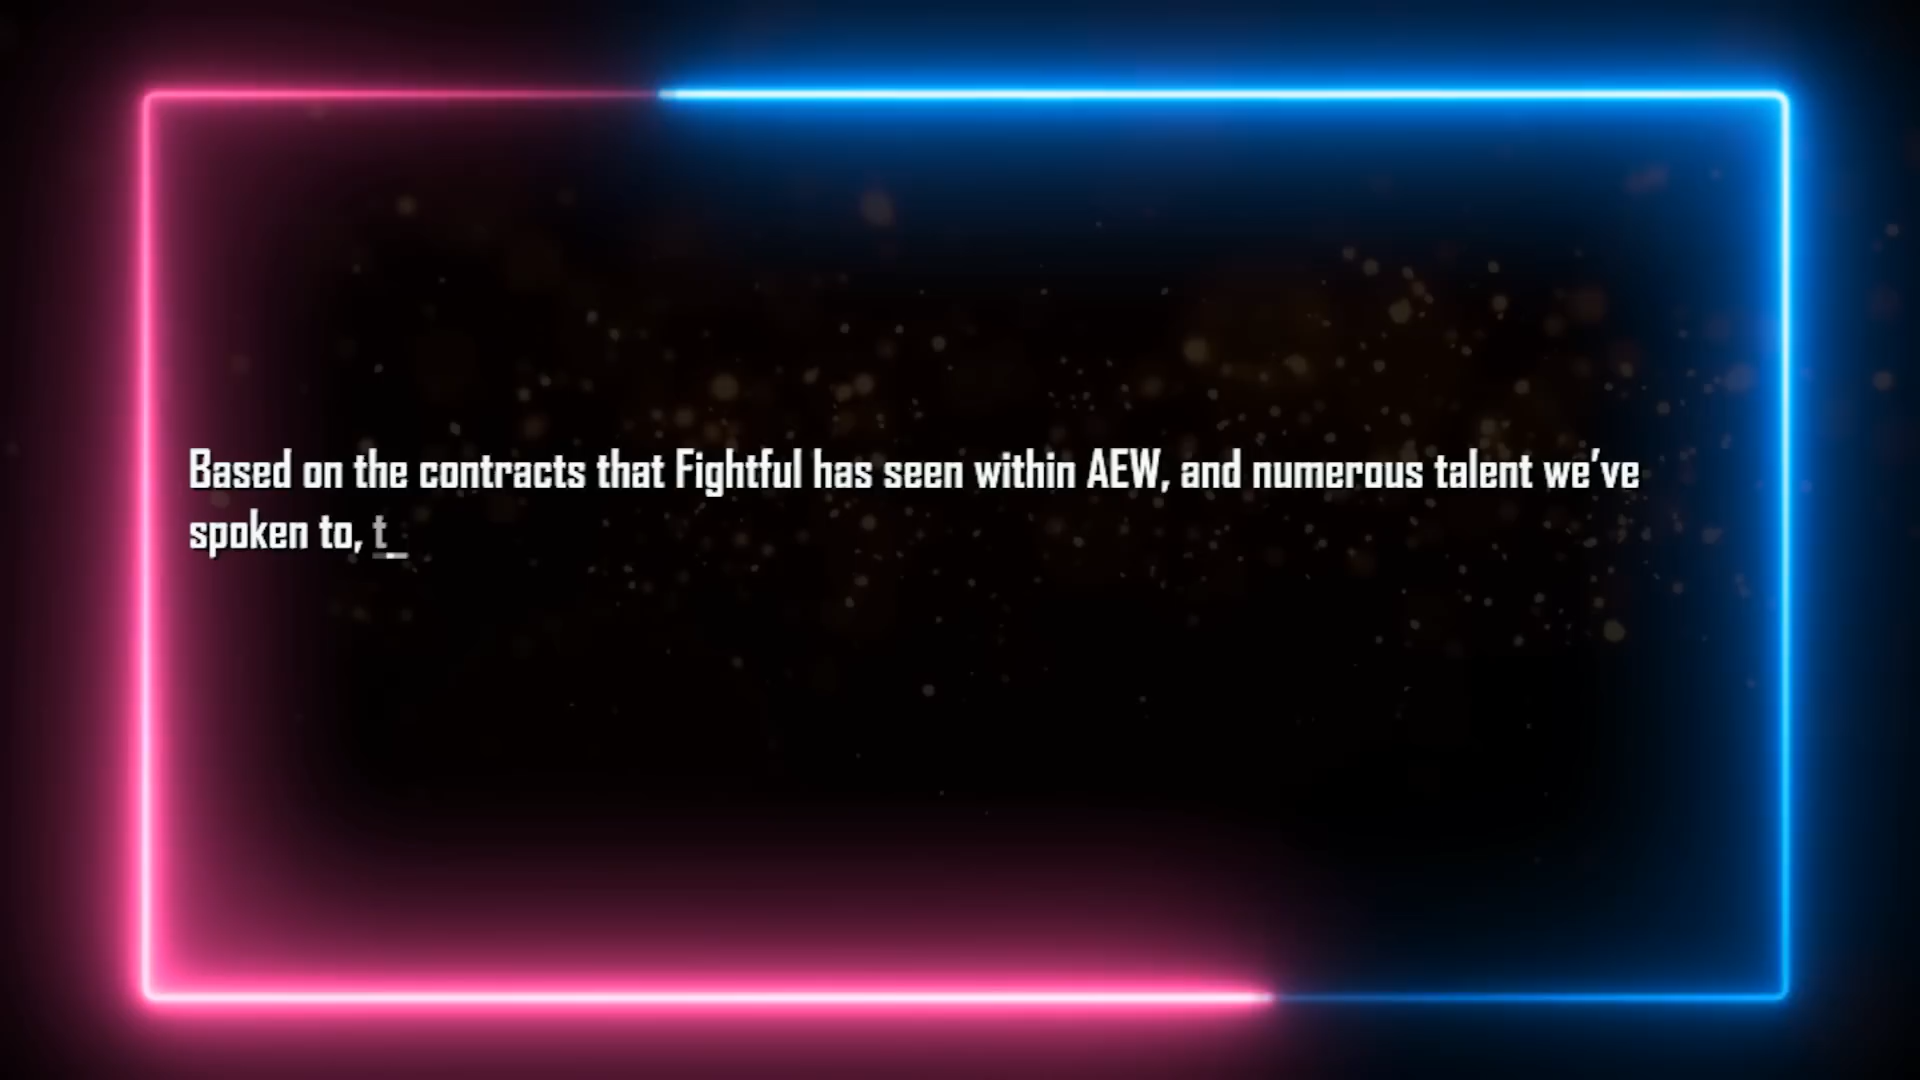 Based on the contracts that Fightful has seen within AEW, and numerous talent we’ve
spoken to, t_